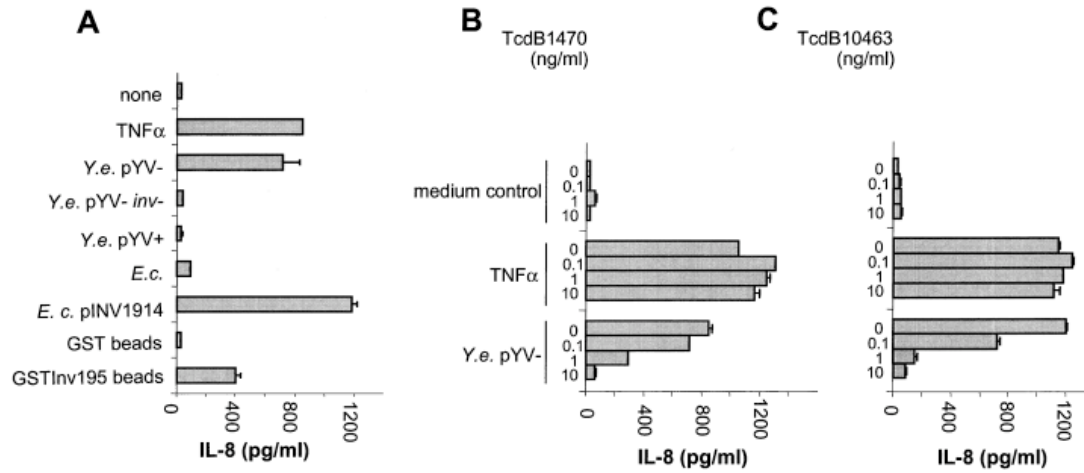 A
none
TNFα
Y.e. pYV-
Y.e. pYV- inv-
Y.e. pYV+
E.c.
E. c. pINV1914
GST beads
GSTInv195 beads
0
400
800
1200
IL-8 (pg/ml)
B
TcdB1470
(ng/ml)
medium control
0
0.1
1
10
TNFα
0
0.1
1
10
Y.e. pYV-
0
0.1
1
10
0
400
800
1200
IL-8 (pg/ml)
C
TcdB10463
(ng/ml)
0
0.1
1
10
0
0.1
1
10
0
0.1
1
10
0
400
800
1200
IL-8 (pg/ml)